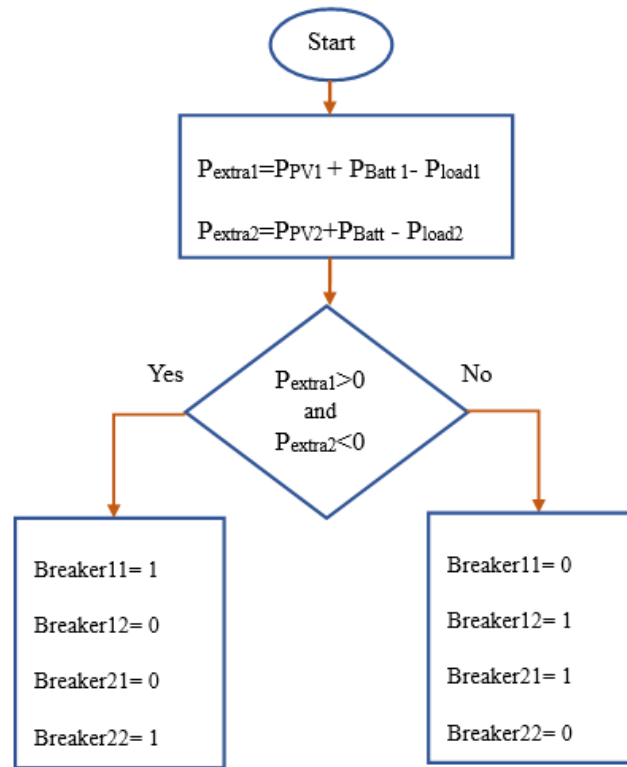 Start
Pextra1=PPV1 + PBatt 1- Pload1
Pextra2=PPV2+PBatt - Pload2
Yes
No
Pextra1>0
and
Pextra2<0
Breaker11= 1
Breaker12= 0
Breaker21= 0
Breaker22= 1
Breaker11= 0
Breaker12= 1
Breaker21= 1
Breaker22= 0